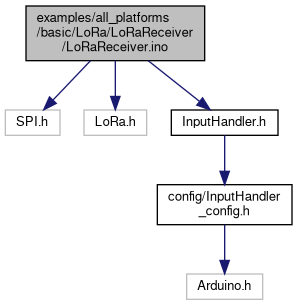 examples/all_platforms
/basic/LoRa/LoRaReceiver
/LoRaReceiver.ino
SPI.h
LoRa.h
InputHandler.h
config/InputHandler
_config.h
Arduino.h